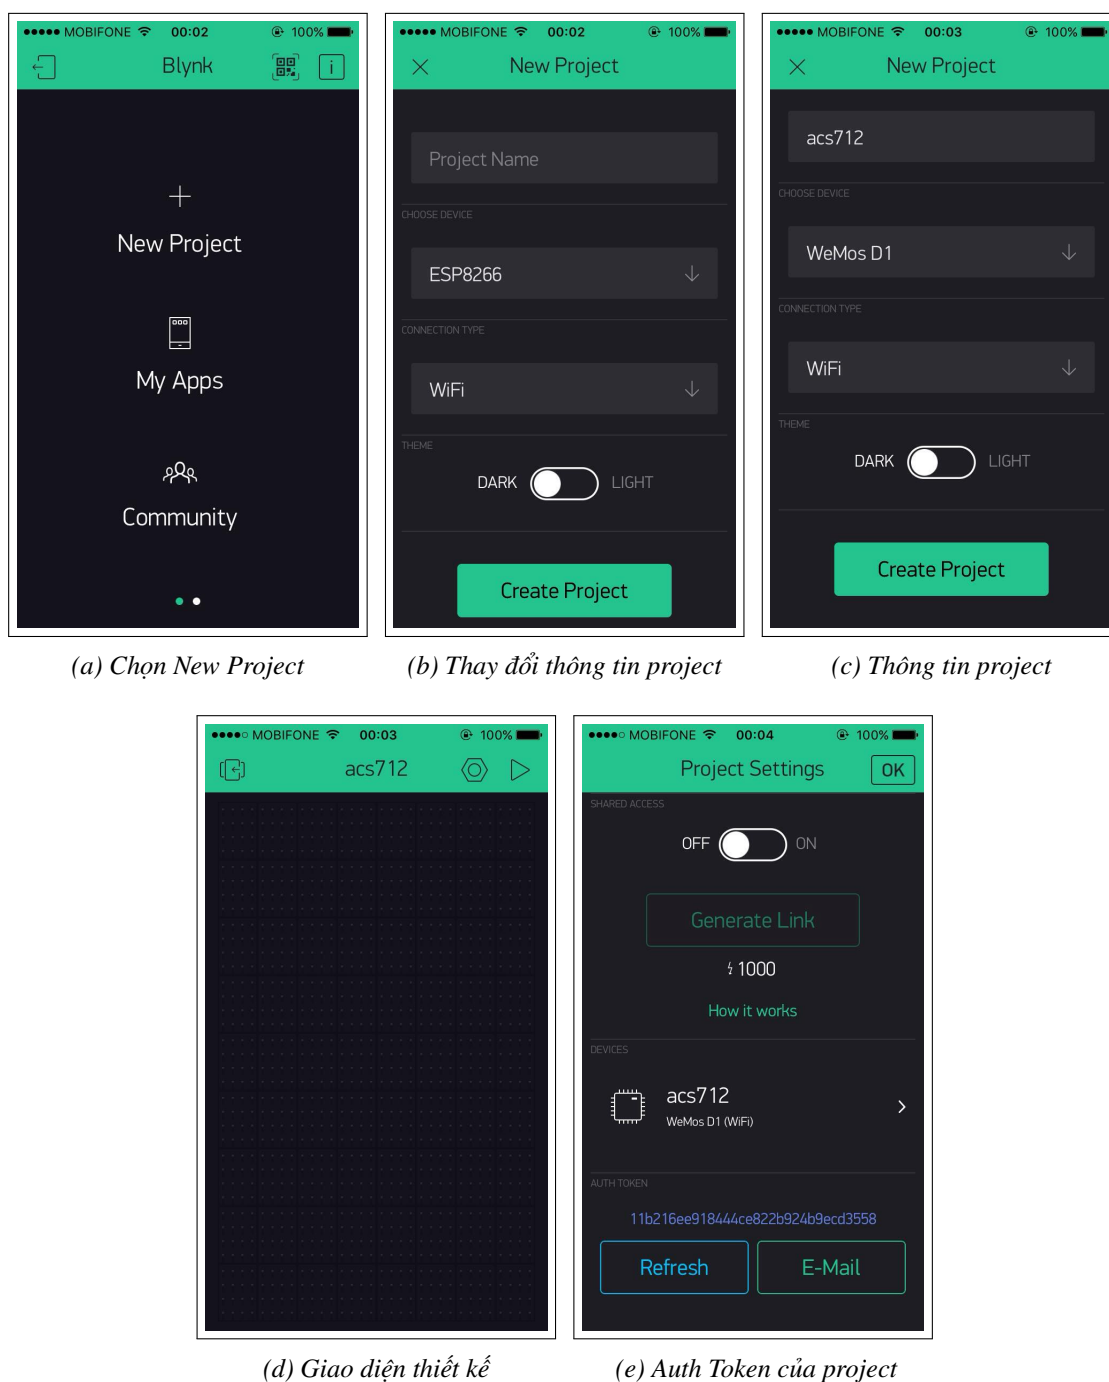 MOBIFONE 00:02 100%
Blynk
New Project
My Apps
Community
(a) Chọn New Project
MOBIFONE 00:02 100%
New Project
Project Name
CHOOSE DEVICE
ESP8266
CONNECTION TYPE
WiFi
THEME
DARK LIGHT
Create Project
(b) Thay đổi thông tin project
MOBIFONE 00:03 100%
New Project
acs712
CHOOSE DEVICE
WeMos D1
CONNECTION TYPE
WiFi
THEME
DARK LIGHT
Create Project
(c) Thông tin project
MOBIFONE 00:03 100%
acs712
(d) Giao diện thiết kế
MOBIFONE 00:04 100%
Project Settings OK
SHARED ACCESS
OFF ON
Generate Link
1000
How it works
DEVICES
acs712
WeMos D1 (WiFi)
AUTH TOKEN
11b216ee918444ce822b924b9ecd3558
Refresh E-Mail
(e) Auth Token của project